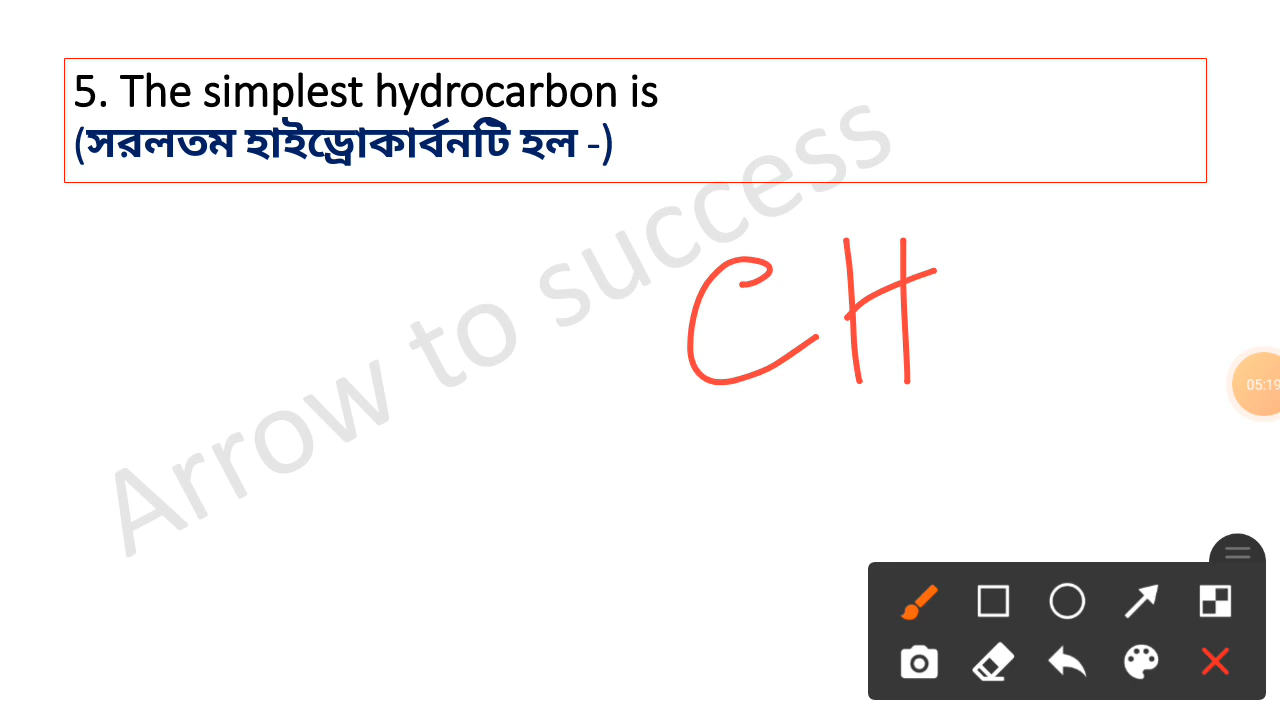 5. The simplest hydrocarbon is
(সরলতম হাইড্রোকার্বনটি হল -)
Arrow to success
CH
05:19